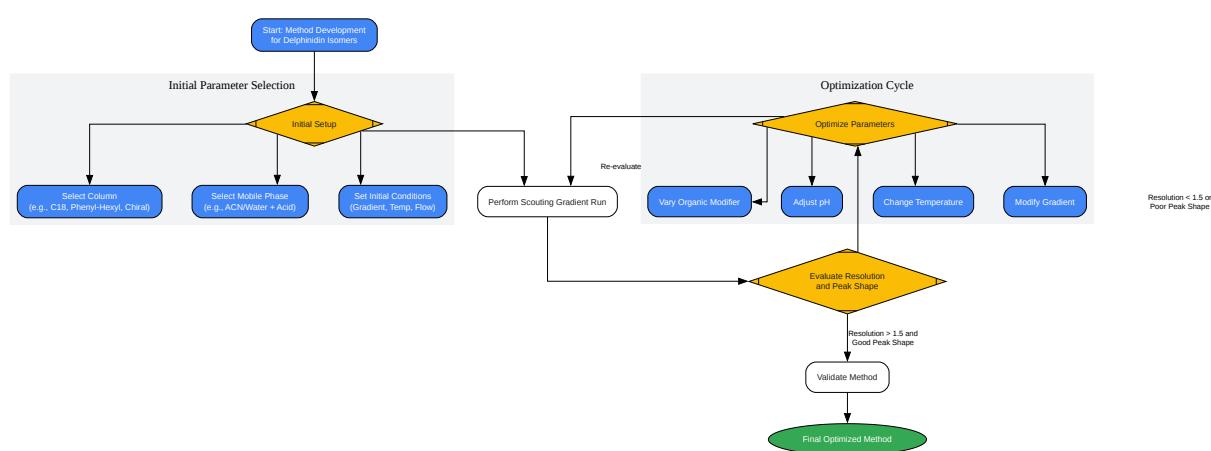 Start: Method Development
for Delphinidin Isomers
Initial Parameter Selection
Initial Setup
Select Column
(e.g., C18, Phenyl-Hexyl, Chiral)
Select Mobile Phase
(e.g., ACN/Water + Acid)
Set Initial Conditions
(Gradient, Temp, Flow)
Perform Scouting Gradient Run
Re-evaluate
Optimization Cycle
Optimize Parameters
Vary Organic Modifier
Adjust pH
Change Temperature
Modify Gradient
Resolution < 1.5 or
Poor Peak Shape
Evaluate Resolution
and Peak Shape
Resolution > 1.5 and
Good Peak Shape
Validate Method
Final Optimized Method